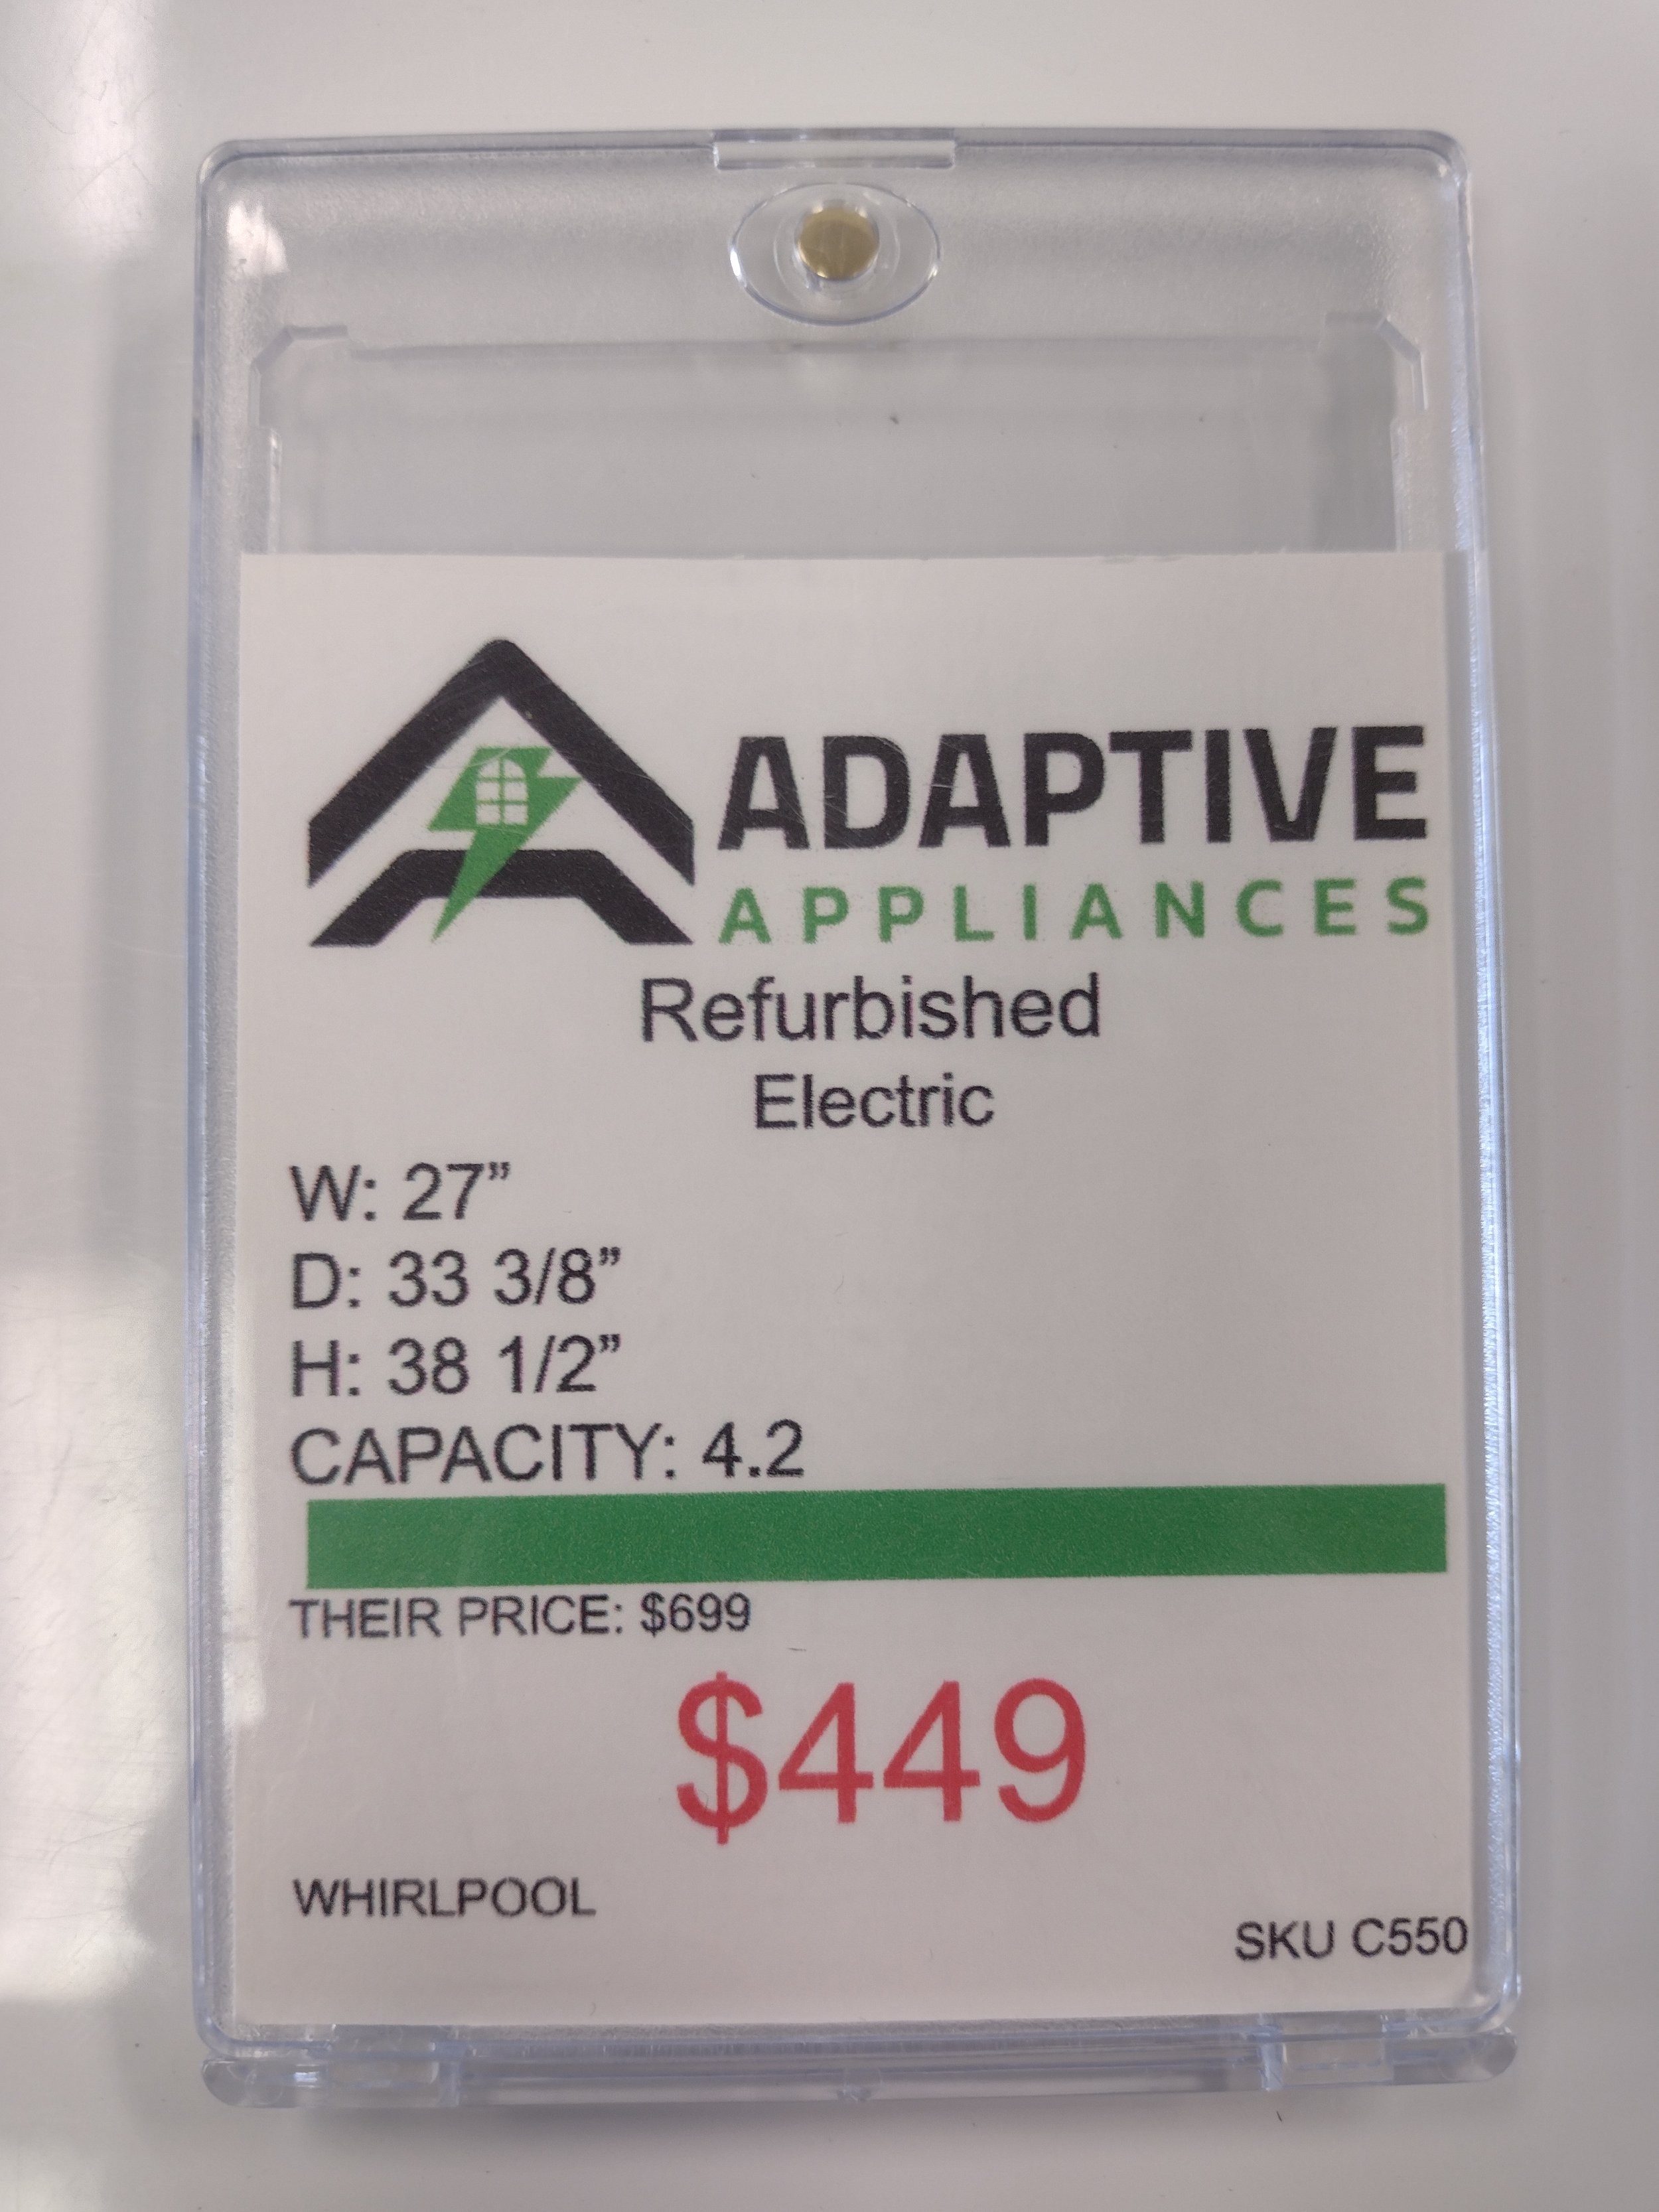 ADAPTIVE
APPLIANCES
Refurbished
Electric
W: 27”
D: 33 3/8”
H: 38 1/2”
CAPACITY: 4.2
THEIR PRICE: $699
$449
WHIRLPOOL
SKU C550